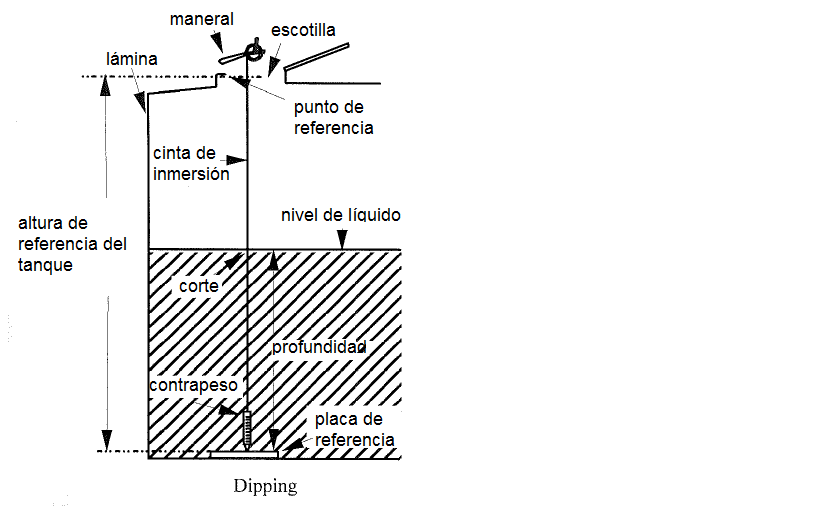 maneral
escotilla
lámina
punto de
referencia
cinta de
inmersión
nivel de líquido
altura de
referencia del
tanque
corte
profundidad
contrapeso
placa de
referencia
Dipping